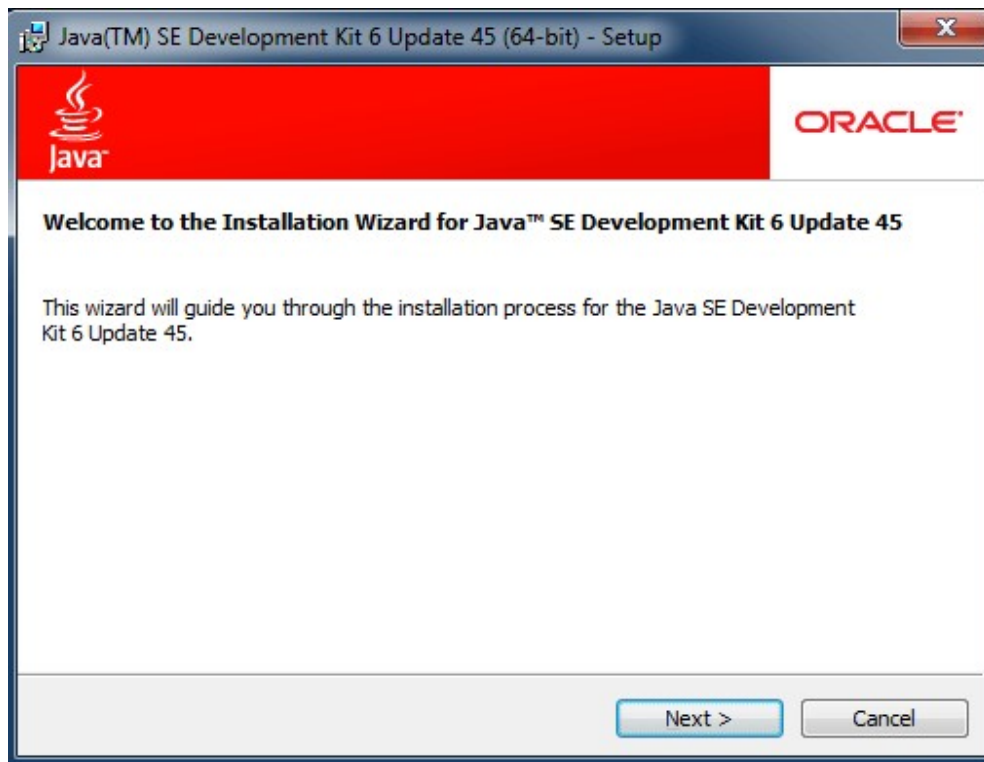 Java(TM) SE Development Kit 6 Update 45 (64-bit) - Setup
Java™
ORACLE®
Welcome to the Installation Wizard for Java™ SE Development Kit 6 Update 45
This wizard will guide you through the installation process for the Java SE Development
Kit 6 Update 45.
Next >
Cancel